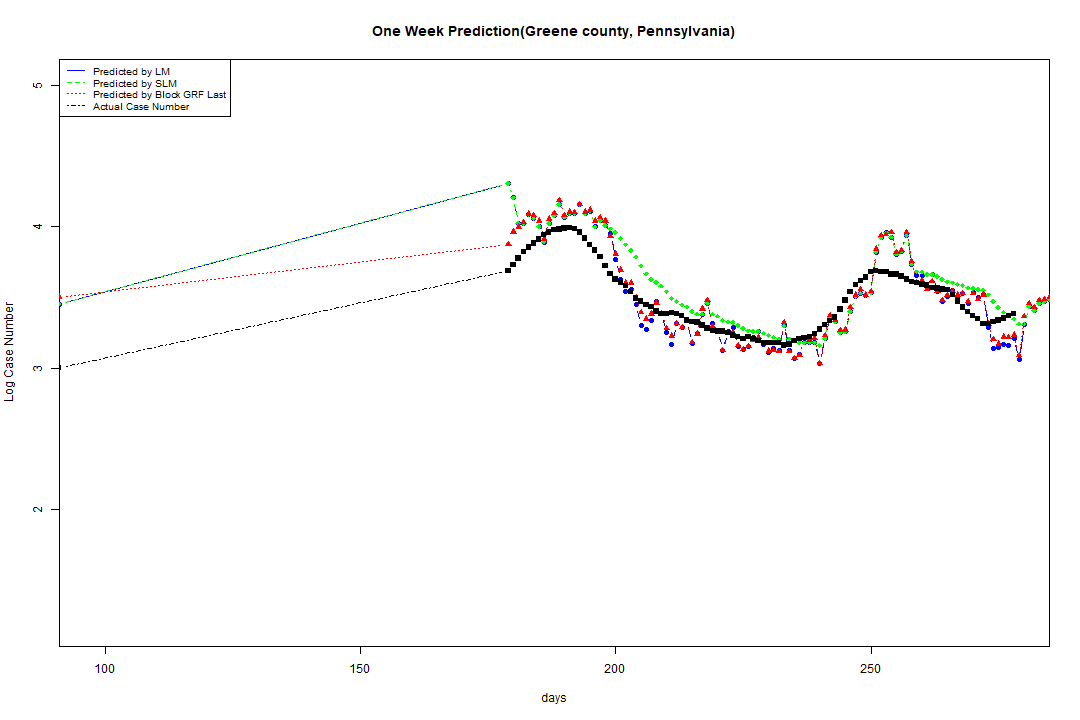 One Week Prediction(Greene county, Pennsylvania)
Predicted by LM
Predicted by SLM
Predicted by Block GRF Last
Actual Case Number
5
4
3
2
Log Case Number
100
150
200
250
days